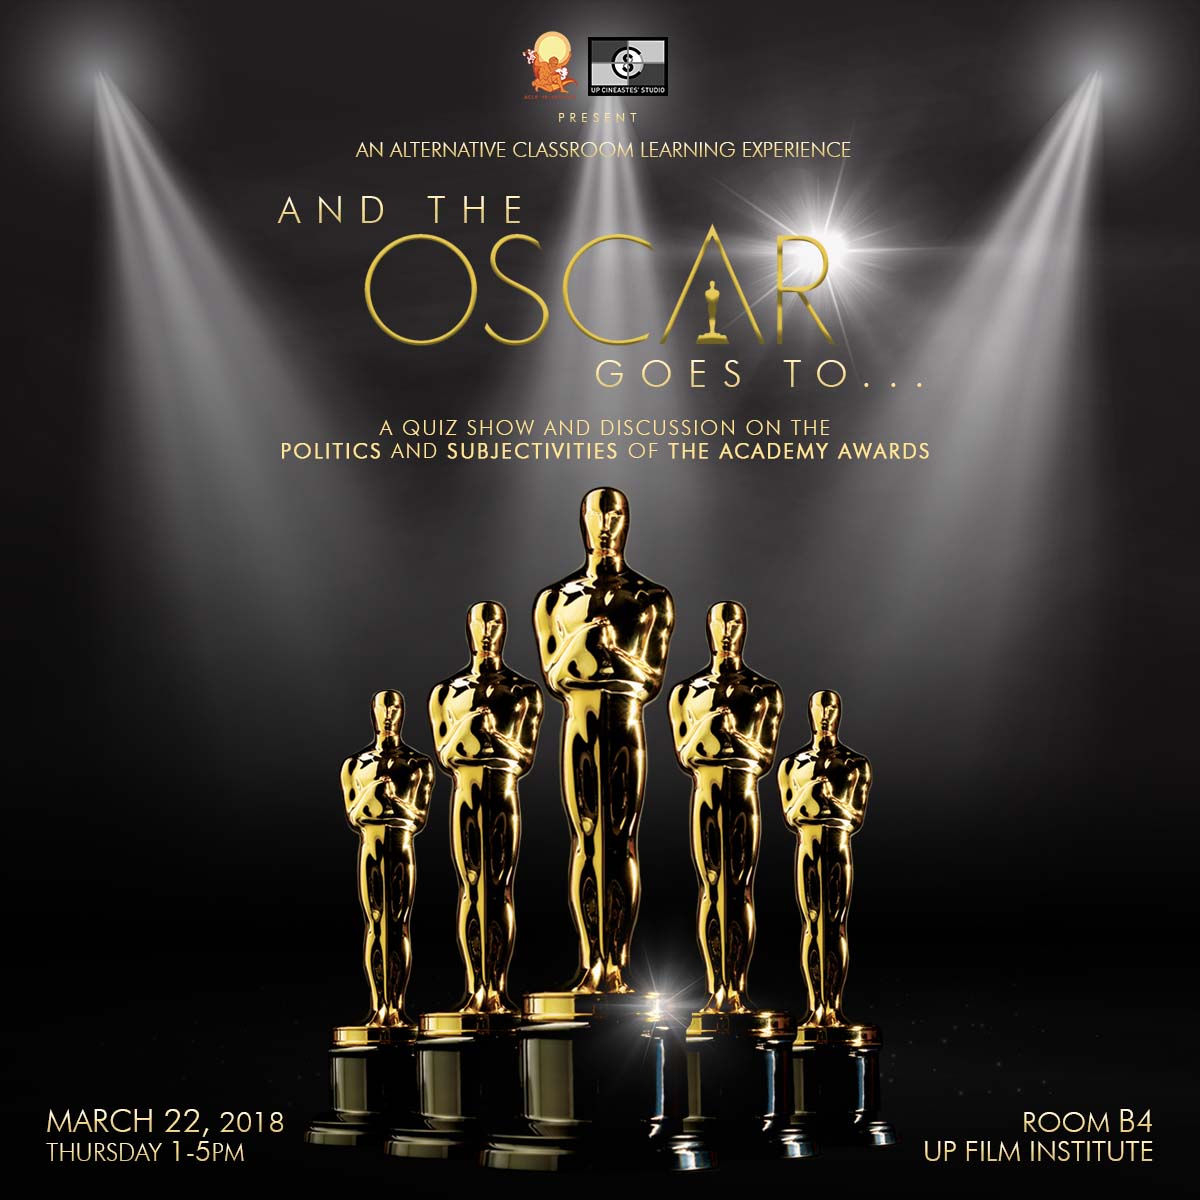 UP CINEASTES' STUDIO
PRESENT
AN ALTERNATIVE CLASSROOM LEARNING EXPERIENCE
AND THE
OSCAR
GOES TO...
A QUIZ SHOW AND DISCUSSION ON THE
POLITICS AND SUBJECTIVITIES OF THE ACADEMY AWARDS
MARCH 22, 2018
THURSDAY 1-5PM
ROOM B4
UP FILM INSTITUTE